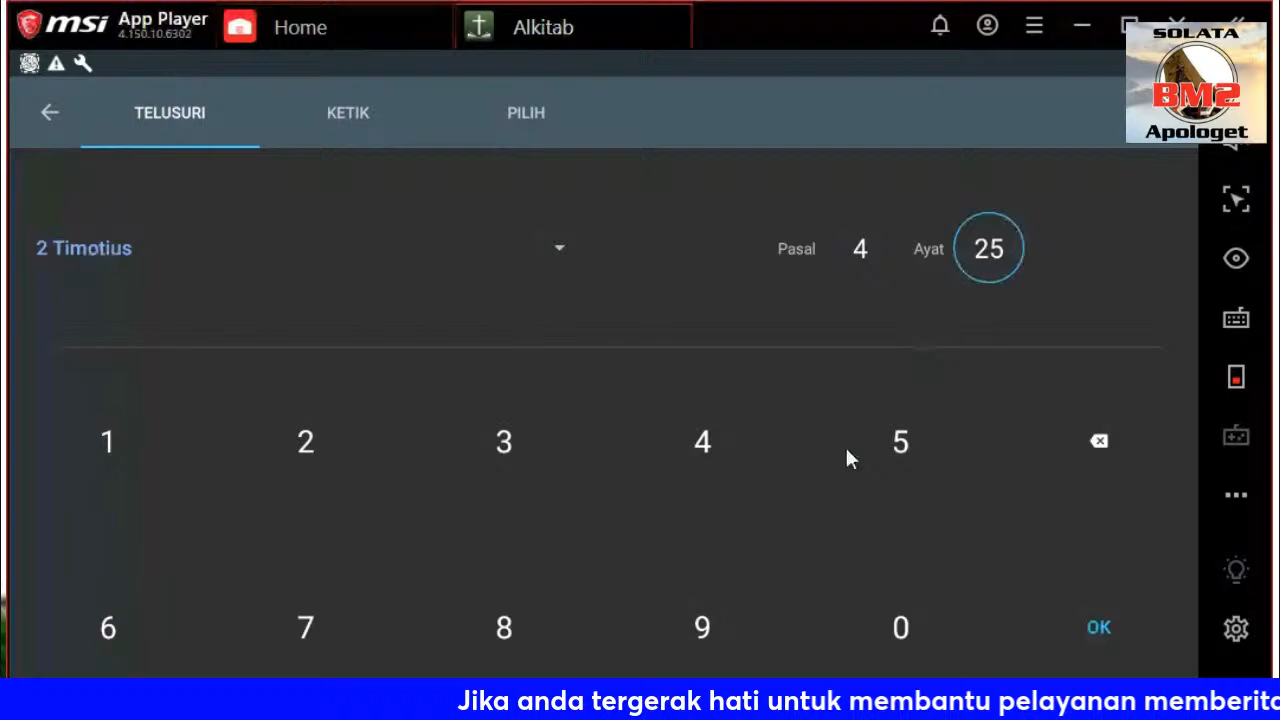 msi App Player
4.150.10.6302
Home
Alkitab
SOLATA
BM2
Apologet
TELUSURI KETIK PILIH
2 Timotius Pasal 4 Ayat 25
1 2 3 4 5
6 7 8 9 0 OK
Jika anda tergerak hati untuk membantu pelayanan memberita